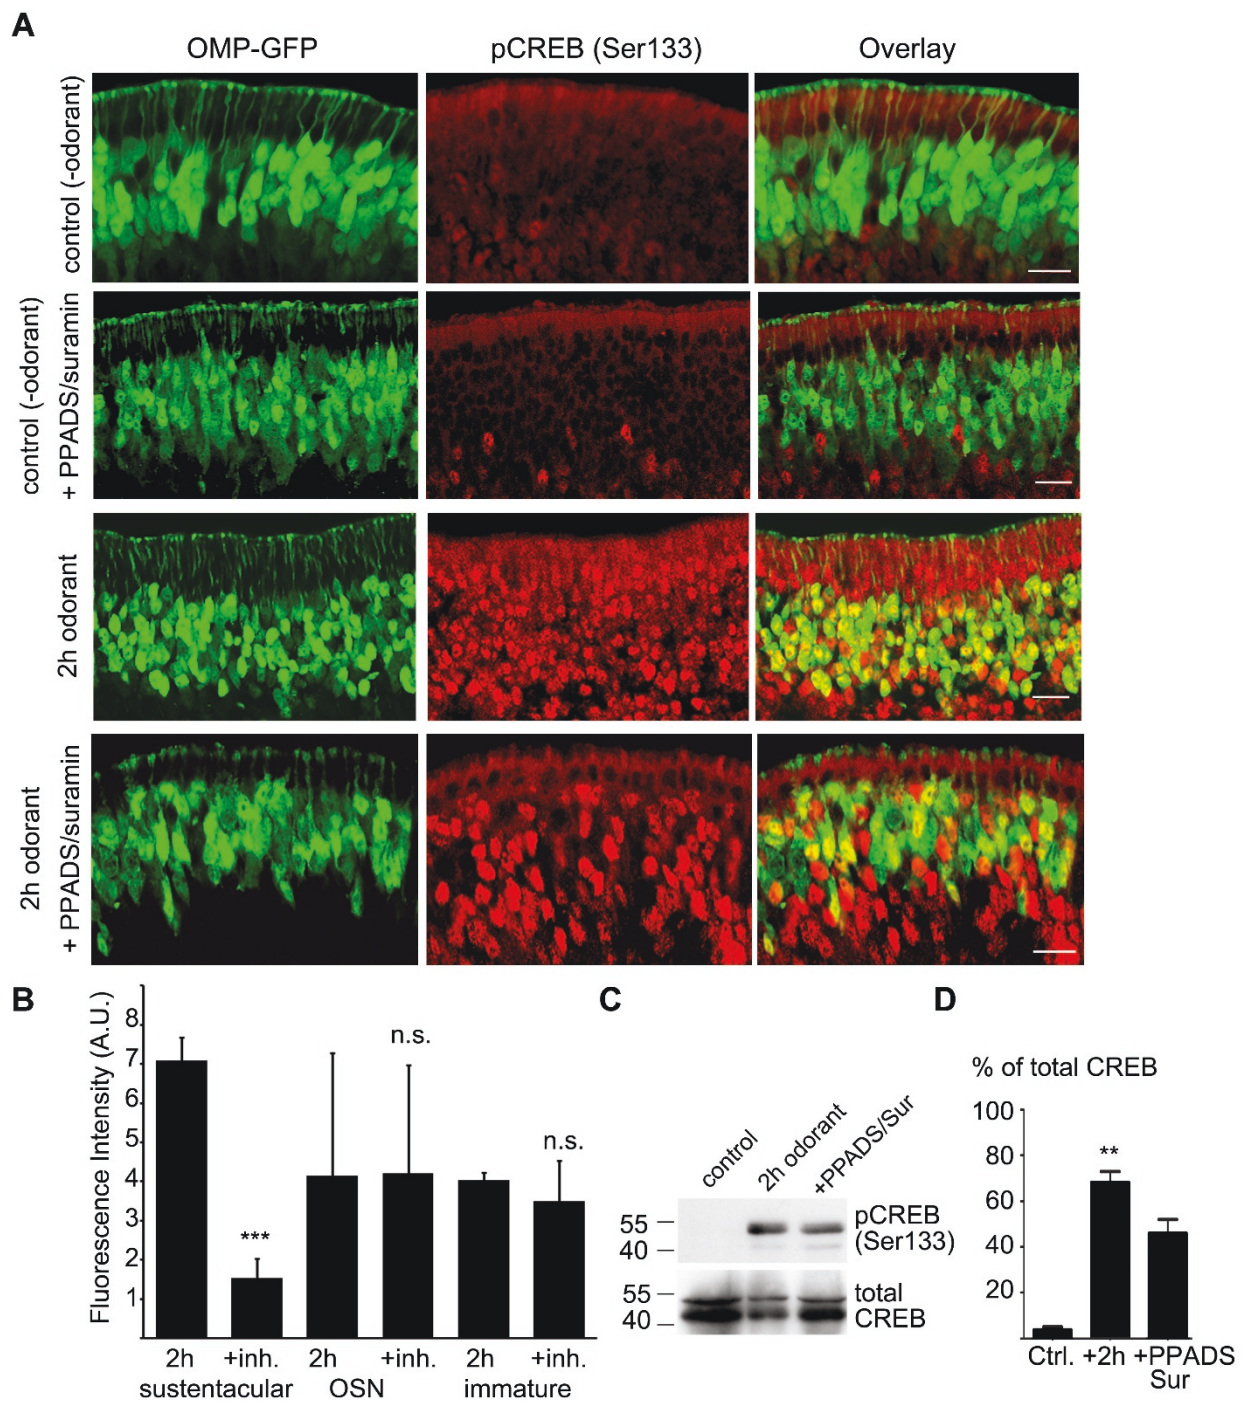 A
OMP-GFP
pCREB (Ser133)
Overlay
control (-odorant)
control (-odorant)
+ PPADS/suramin
2h odorant
2h odorant
+ PPADS/suramin
B
Fluorescence Intensity (A.U.)
8
7
6
5
4
3
2
1
***
n.s.
n.s.
2h
+inh.
2h
+inh.
2h
+inh.
sustentacular
OSN
immature
C
control
2h odorant
+PPADS/Sur
55
40
pCREB
(Ser133)
55
40
total
CREB
D
% of total CREB
100
80
60
40
20
**
Ctrl.
+2h
+PPADS
Sur